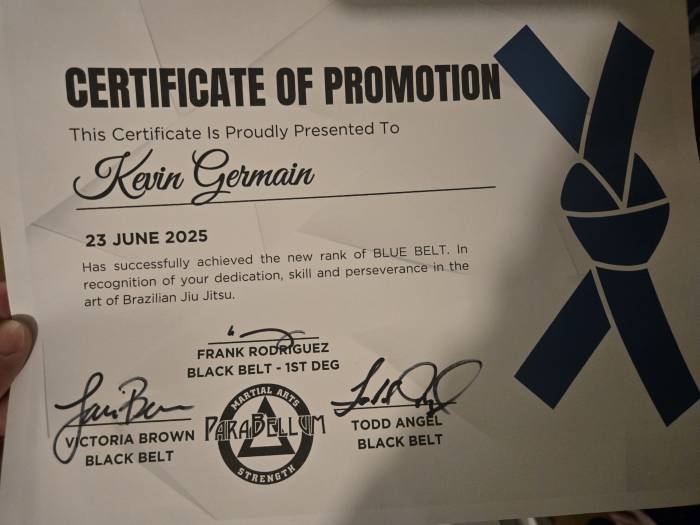 CERTIFICATE OF PROMOTION
This Certificate Is Proudly Presented To
Kevin Germain
23 JUNE 2025
Has successfully achieved the new rank of BLUE BELT. In
recognition of your dedication, skill and perseverance in the
art of Brazilian Jiu Jitsu.
FRANK RODRIGUEZ
BLACK BELT - 1ST DEG
VICTORIA BROWN
BLACK BELT
MARTIAL ARTS
PARABELLUM
STRENGTH
TODD ANGEL
BLACK BELT